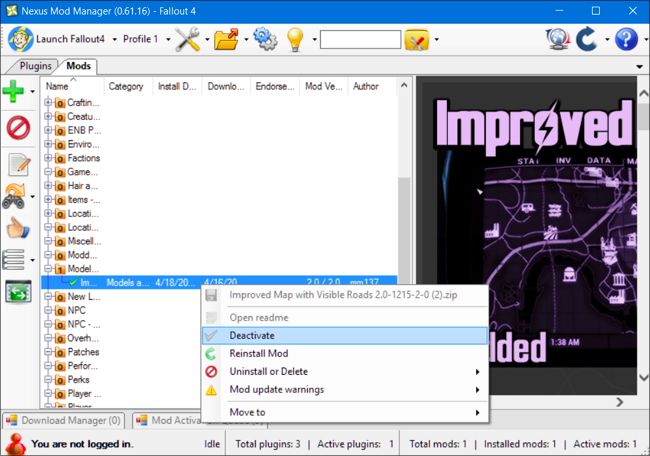 Nexus Mod Manager (0.61.16) - Fallout 4
Launch Fallout4 Profile 1
Plugins Mods
Name Category Install D... Downlo... Endorse... Mod Ve... Author
Craftin...
Creatu...
ENB P...
Enviro...
Factions
Game...
Hair a...
Items -...
Locati...
Locati...
Miscell...
Modd...
Model...
Im... Models a... 4/18/20... 4/16/20... 2.0 / 2.0 mm137
New L...
NPC
NPC - ...
Overh...
Patches
Perfor...
Perks
Player ...
Player
Improved Map with Visible Roads 2.0-1215-2-0 (2).zip
Open readme
Deactivate
Reinstall Mod
Uninstall or Delete
Mod update warnings
Move to
Improved
STAT INV DATA
1:38 AM
Download Manager (0) Mod Activa
You are not logged in. Idle Total plugins: 3 | Active plugins: 1 Total mods: 1 | Installed mods: 1 | Active mods: 1